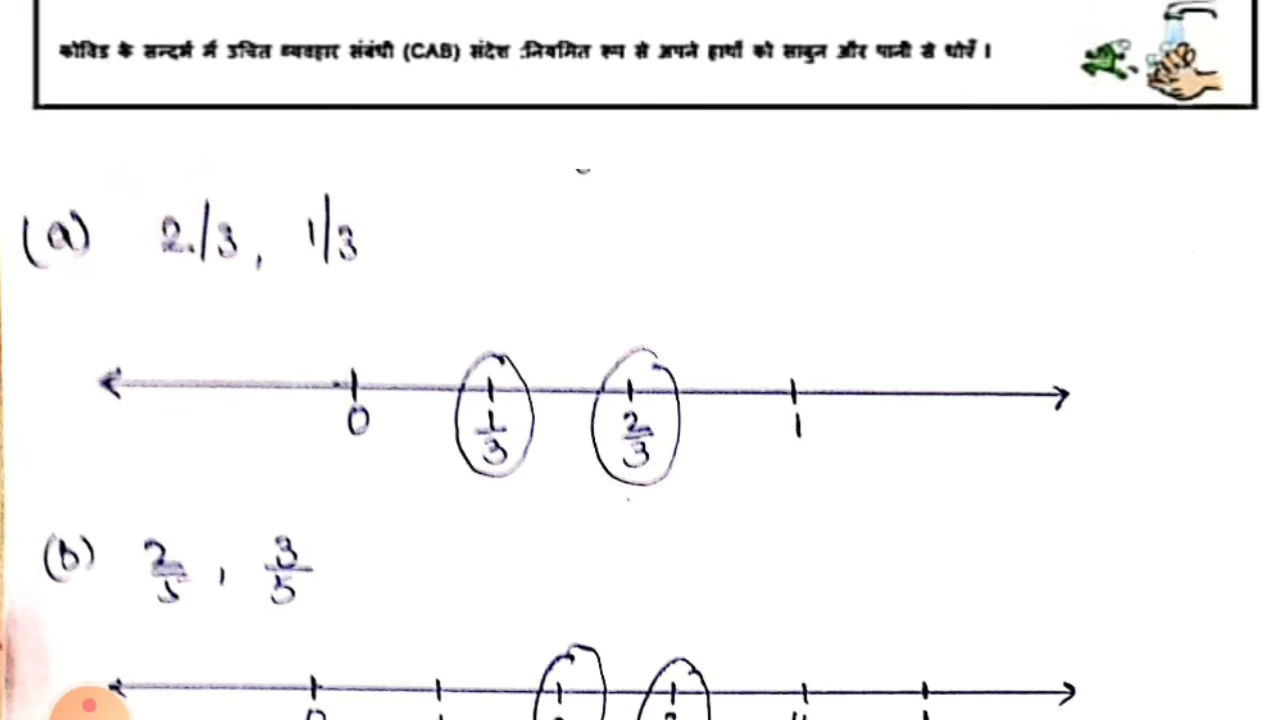 कोविड के सन्दर्भ में उचित व्यवहार संबंधी (CAB) संदेश :नियमित रूप से अपने हाथों को साबुन और पानी से धोयें ।
(a) 2/3, 1/3
0 1/3 2/3 1
(b) 2/5, 3/5